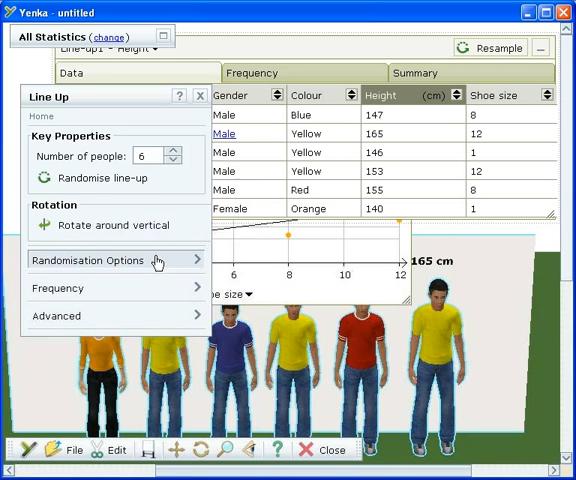 Yenka - untitled
All Statistics (change)
Line-up1 - Height
Resample
Data Frequency Summary
Line Up ?
Home
Key Properties
Number of people: 6
Randomise line-up
Rotation
Rotate around vertical
Randomisation Options
Frequency
Advanced
Gender Colour Height (cm) Shoe size
Male Blue 147 8
Male Yellow 165 12
Male Yellow 146 1
Male Yellow 153 12
Male Red 155 8
Female Orange 140 1
6 8 10 12
oe size
165 cm
File Edit ? Close